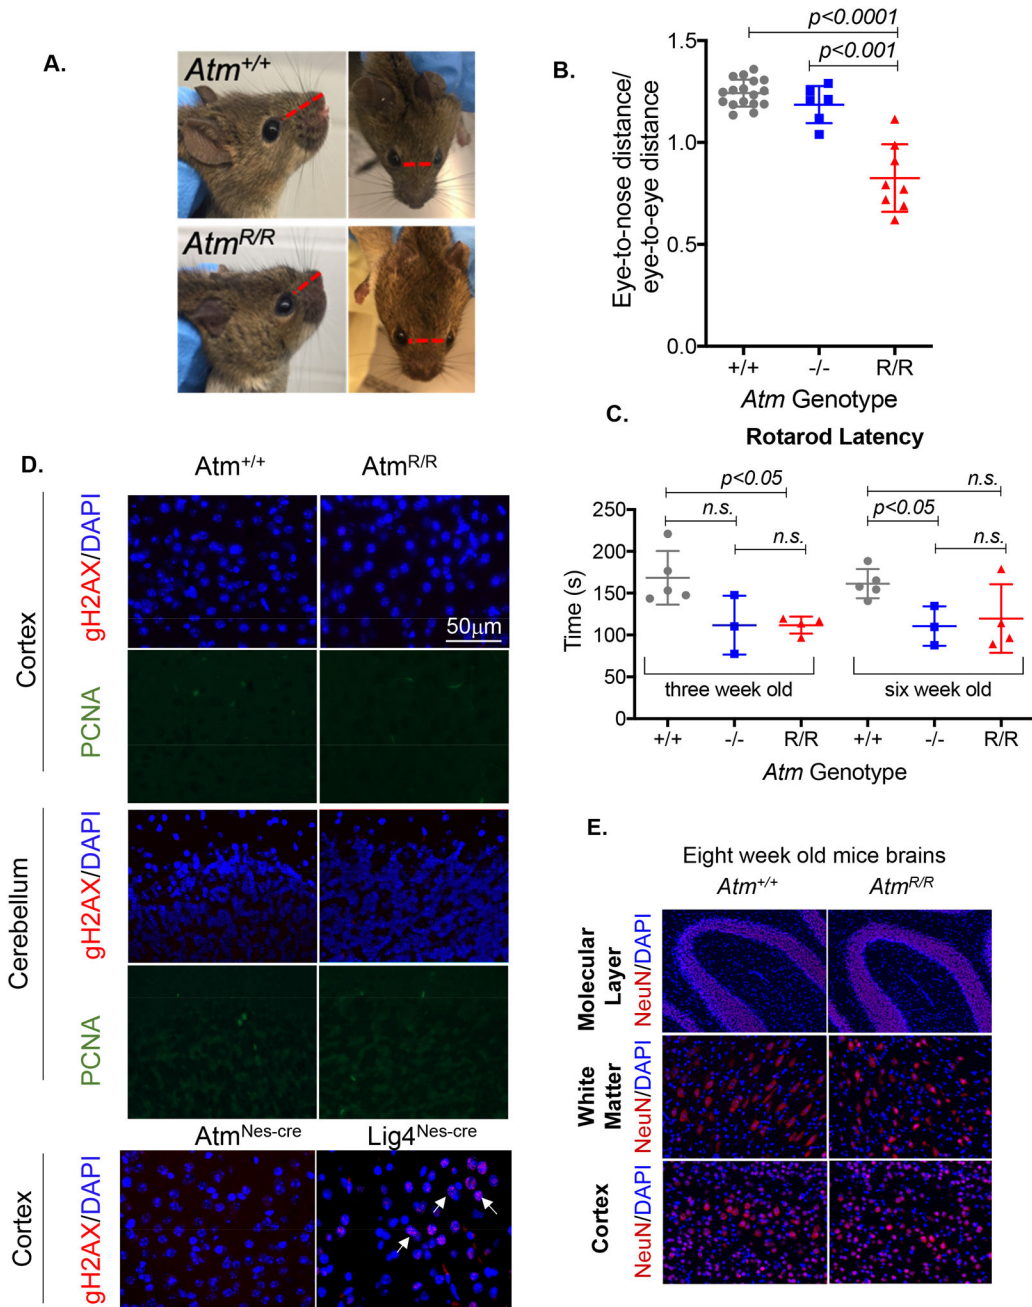 A.
Atm+/+
AtmR/R
B.
p<0.0001
p<0.001
Eye-to-nose distance/
eye-to-eye distance
1.5
1.0
0.5
0.0
+/+
-/-
R/R
Atm Genotype
C.
Rotarod Latency
p<0.05
n.s.
n.s.
n.s.
p<0.05
n.s.
Time (s)
250
200
150
100
50
0
three week old
six week old
+/+
-/-
R/R
+/+
-/-
R/R
Atm Genotype
D.
Atm+/+
AtmR/R
Cortex
gH2AX/DAPI
50µm
PCNA
Cerebellum
gH2AX/DAPI
PCNA
AtmNes-cre
Lig4Nes-cre
Cortex
gH2AX/DAPI
E.
Eight week old mice brains
Atm+/+
AtmR/R
Molecular
Layer
NeuN/DAPI
White
Matter
NeuN/DAPI
Cortex
NeuN/DAPI